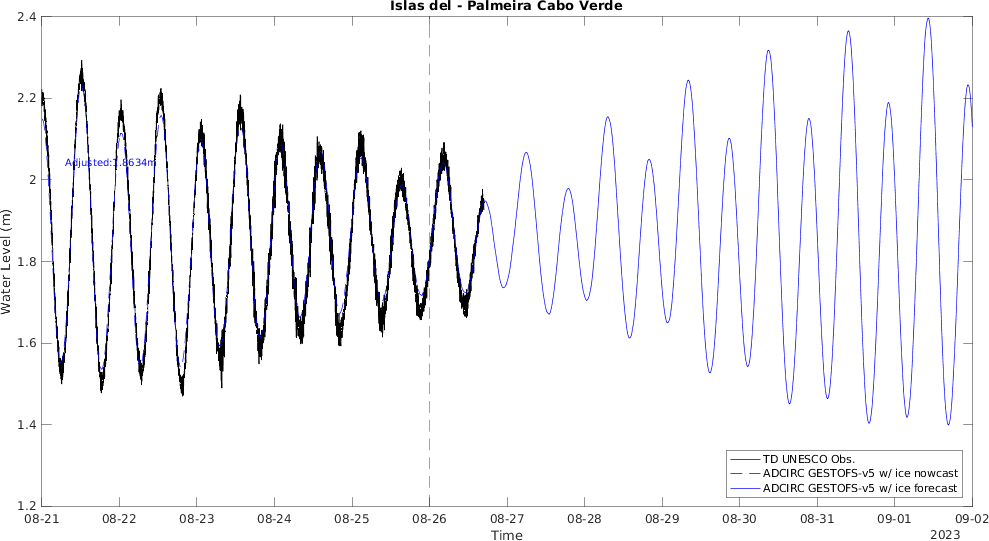 Islas del - Palmeira Cabo Verde
2.4
2.2
2
1.8
1.6
1.4
1.2
Water Level (m)
Adjusted:1.8634m
TD UNESCO Obs.
ADCIRC GESTOFS-v5 w/ ice nowcast
ADCIRC GESTOFS-v5 w/ ice forecast
08-21 08-22 08-23 08-24 08-25 08-26 08-27 08-28 08-29 08-30 08-31 09-01 09-02
Time
2023